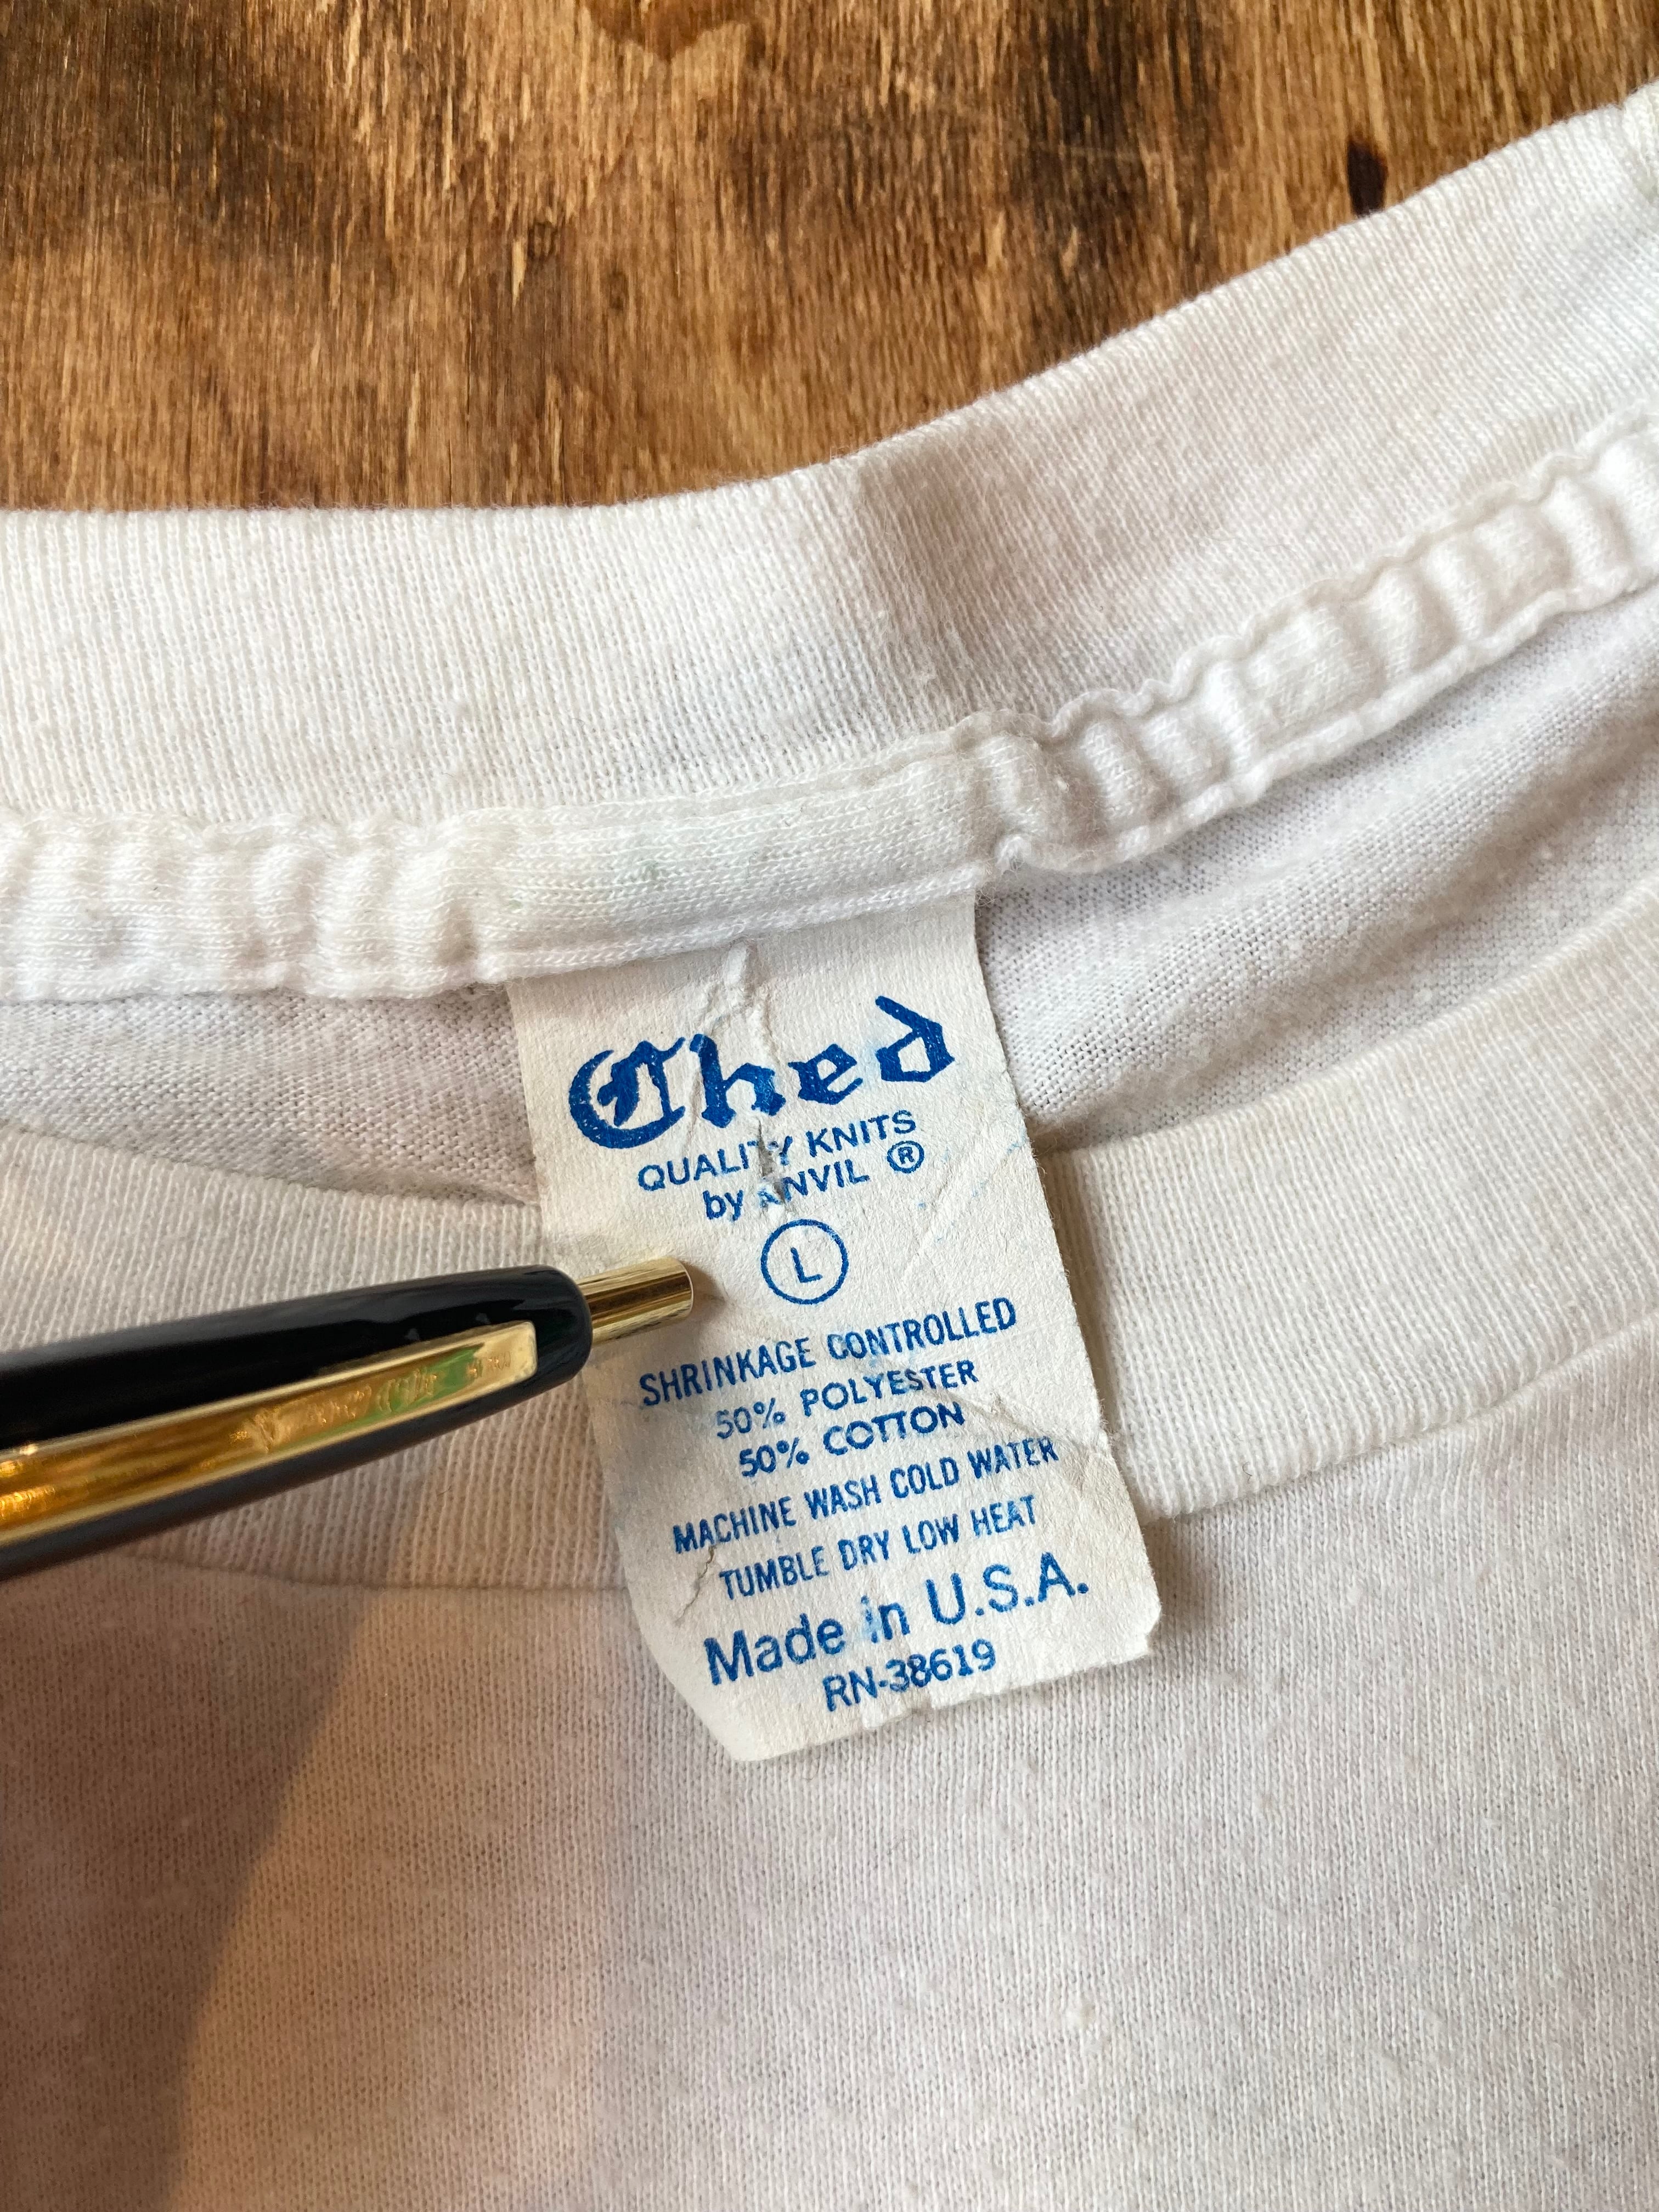 Ched
QUALITY KNITS
by ANVIL ®
L
SHRINKAGE CONTROLLED
50% POLYESTER
50% COTTON
MACHINE WASH COLD WATER
TUMBLE DRY LOW HEAT
Made in U.S.A.
RN-38619